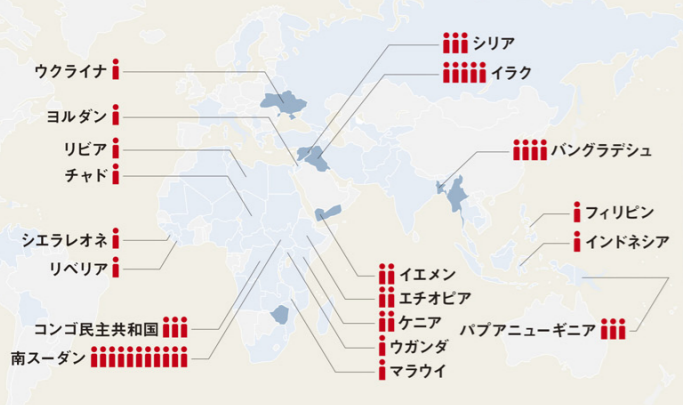 シリア
ウクライナ
イラク
ヨルダン
リビア
バングラデシュ
チャド
フィリピン
シエラレオネ
インドネシア
リベリア
イエメン
エチオピア
コンゴ民主共和国
ケニア
パプアニューギニア
ウガンダ
南スーダン
マラウイ